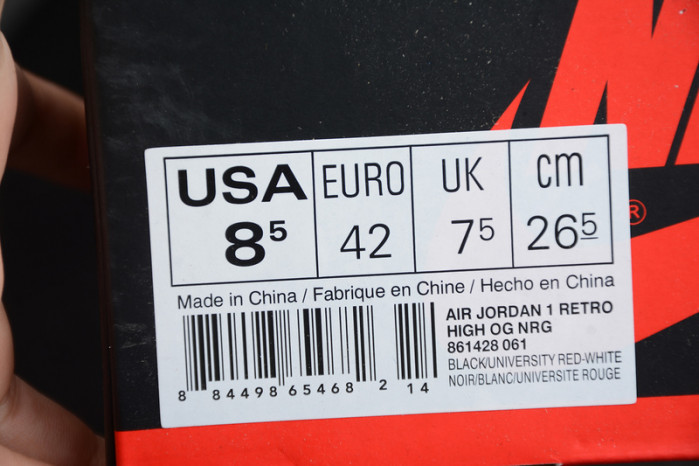 USA EURO UK cm
8⁵ 42 7⁵ 26⁵
Made in China / Fabrique en Chine / Hecho en China
AIR JORDAN 1 RETRO
HIGH OG NRG
861428 061
BLACK/UNIVERSITY RED-WHITE
NOIR/BLANC/UNIVERSITE ROUGE
8 84498 65468 2 14
®